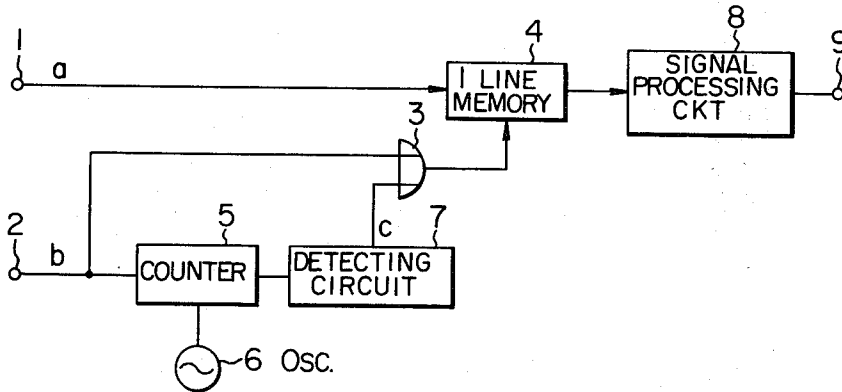 1
a
4
1 LINE
MEMORY
8
SIGNAL
PROCESSING
CKT
9
3
2
b
5
COUNTER
c
7
DETECTING
CIRCUIT
6 OSC.